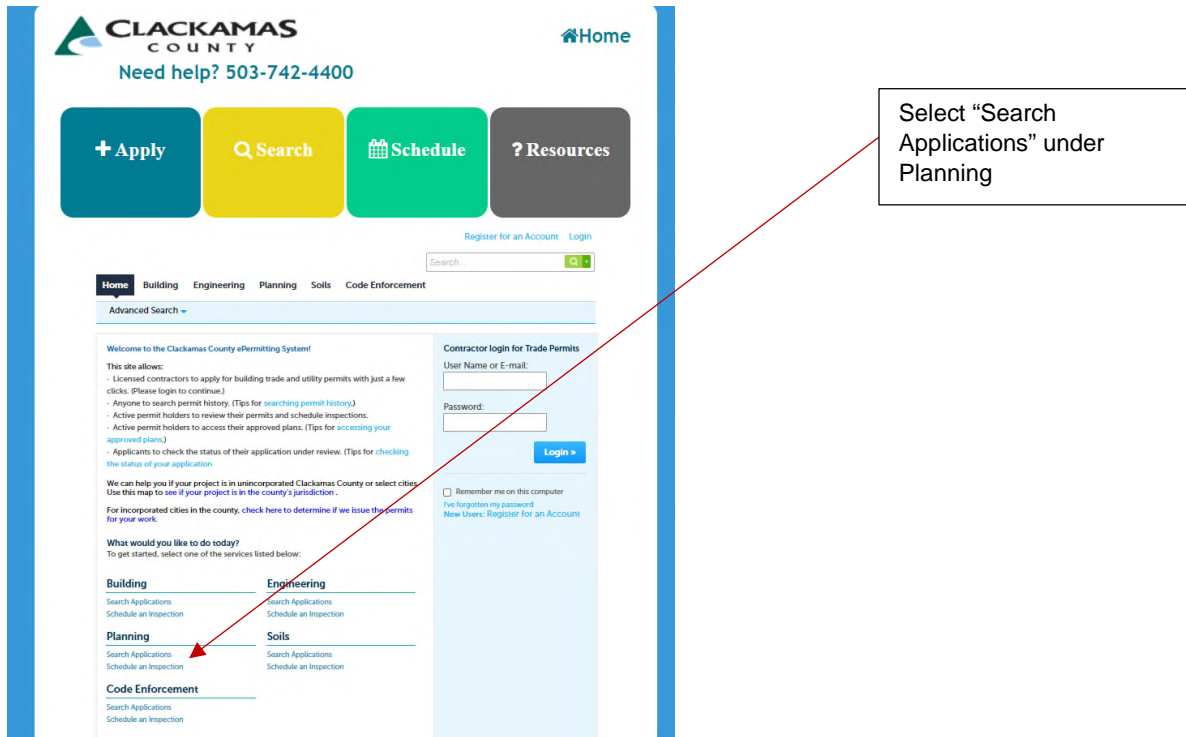 CLACKAMAS
COUNTY
Home
Need help? 503-742-4400
Apply
Search
Schedule
? Resources
Select “Search
Applications” under
Planning
Register for an Account Login
Search...
Home Building Engineering Planning Soils Code Enforcement
Advanced Search
Welcome to the Clackamas County ePermitting System!
This site allows:
- Licensed contractors to apply for building trade and utility permits with just a few
clicks. (Please login to continue.)
- Anyone to search permit history. (Tips for searching permit history.)
- Active permit holders to review their permits and schedule inspections.
- Active permit holders to access their approved plans. (Tips for accessing your
approved plans.)
- Applicants to check the status of their application under review. (Tips for checking
the status of your application
We can help you if your project is in unincorporated Clackamas County or select cities.
Use this map to see if your project is in the county's jurisdiction .
For incorporated cities in the county, check here to determine if we issue the permits
for your work.
What would you like to do today?
To get started, select one of the services listed below:
Contractor login for Trade Permits
User Name or E-mail:
Password:
Login »
Remember me on this computer
I've forgotten my password
New Users: Register for an Account
Building
Search Applications
Schedule an Inspection
Engineering
Search Applications
Schedule an Inspection
Planning
Search Applications
Schedule an Inspection
Soils
Search Applications
Schedule an Inspection
Code Enforcement
Search Applications
Schedule an Inspection